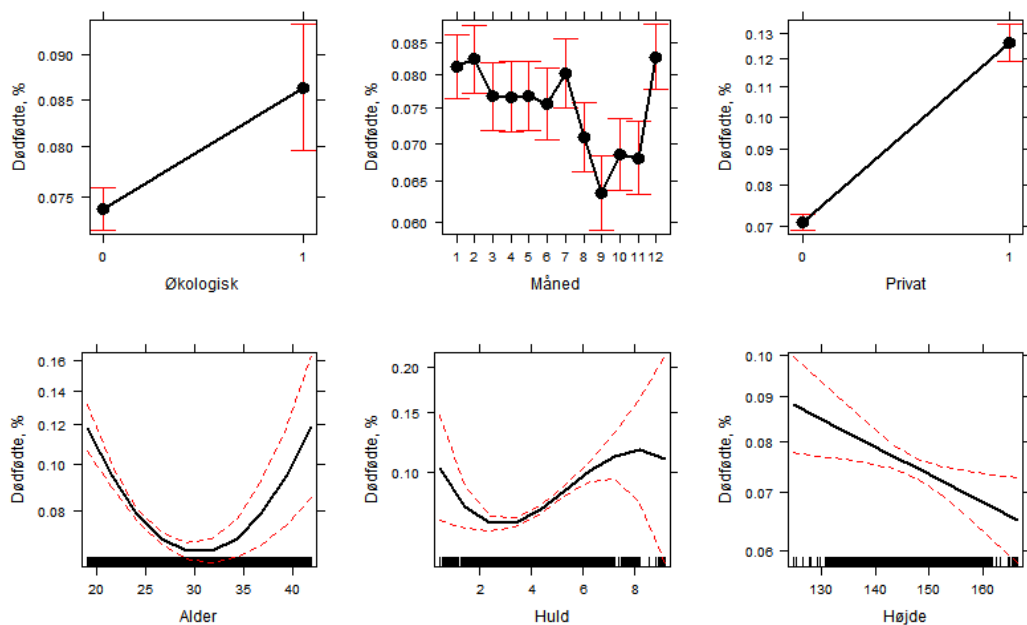 0.090
0.085
0.080
0.075
Dødfødte, %
0
1
Økologisk
0.085
0.080
0.075
0.070
0.065
0.060
Dødfødte, %
1 2 3 4 5 6 7 8 9 10 11 12
Måned
0.13
0.12
0.11
0.10
0.09
0.08
0.07
Dødfødte, %
0
1
Privat
0.16
0.14
0.12
0.10
0.08
Dødfødte, %
20 25 30 35 40
Alder
0.20
0.15
0.10
Dødfødte, %
2 4 6 8
Huld
0.10
0.09
0.08
0.07
0.06
Dødfødte, %
130 140 150 160
Højde